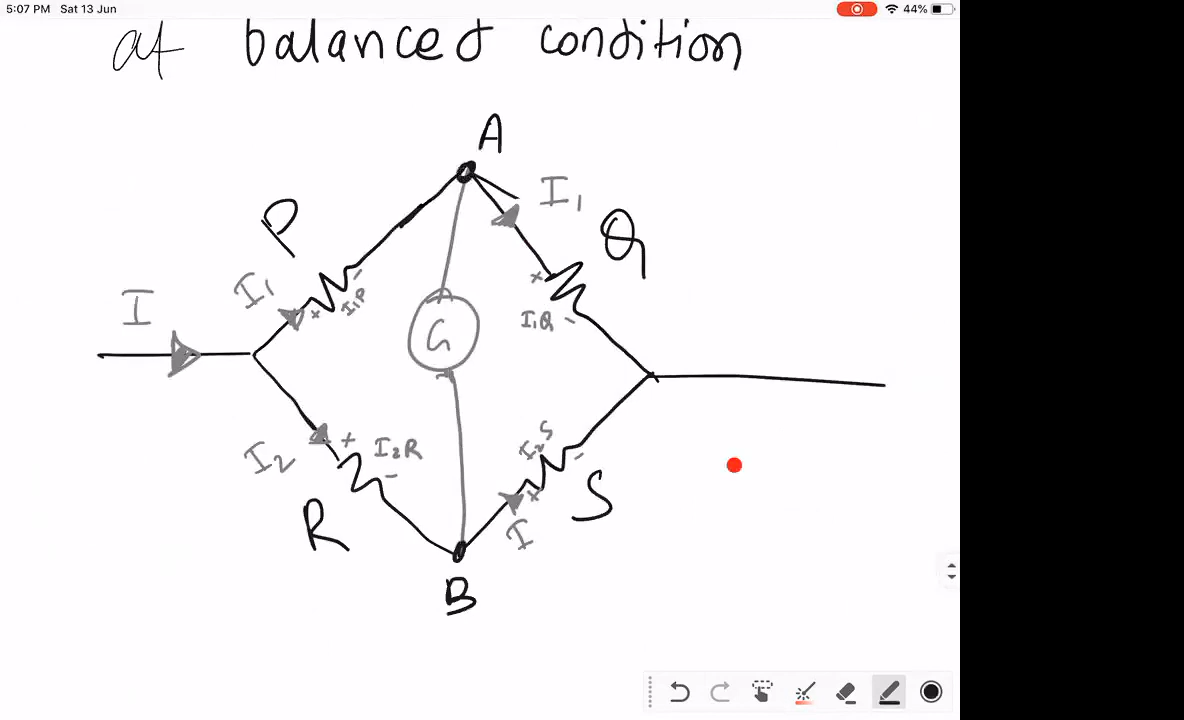 5:07 PM Sat 13 Jun
44%
at balanced condition
A
I₁
P
Q
I₁
I₁P
I
I₁Q
G
I₂S
I₂R
I₂
S
R
I
B